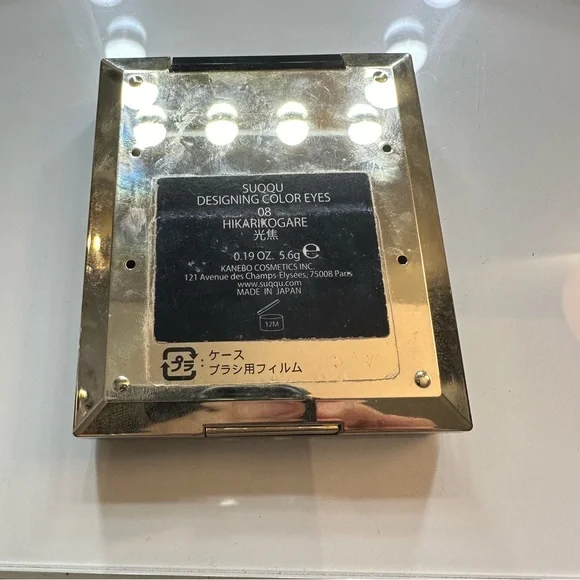 SUQQU
DESIGNING COLOR EYES
08
HIKARIKOGARE
光焦
0.19 OZ. 5.6g ℮
KANEBO COSMETICS INC.
121 Avenue des Champs-Elysées, 75008 Paris
www.suqqu.com
MADE IN JAPAN
12M
プラ : ケース
ブラシ用フィルム